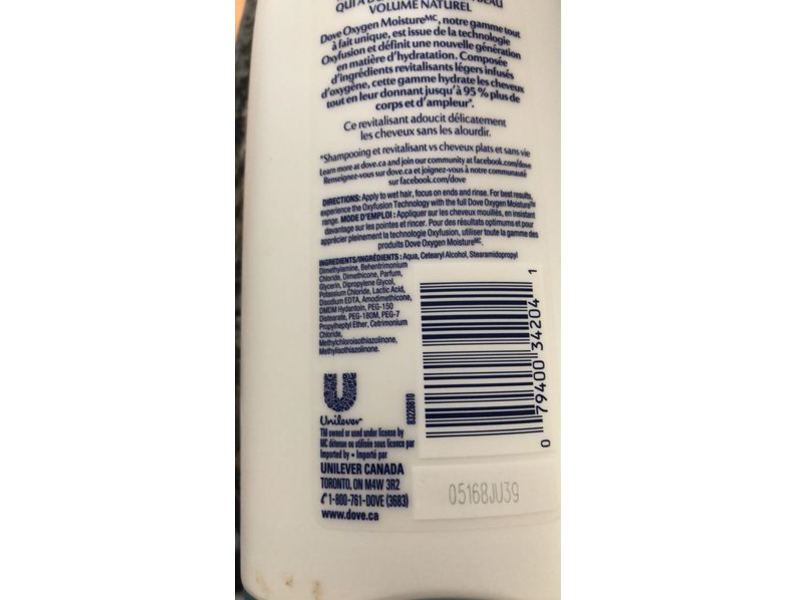 VOLUME NATUREL
Dove Oxygen Moistureᴹᶜ, notre gamme tout
à fait unique, est issue de la technologie
Oxyfusion et définit une nouvelle génération
en matière d'hydratation. Composée
d'ingrédients revitalisants légers infusés
d'oxygène, cette gamme hydrate les cheveux
tout en leur donnant jusqu'à 95 % plus de
corps et d'ampleur*.
Ce revitalisant adoucit délicatement
les cheveux sans les alourdir.
*Shampooing et revitalisant vs cheveux plats et sans vie
Learn more at dove.ca and join our community at facebook.com/dove
Renseignez-vous sur dove.ca et joignez-vous à notre communauté
sur facebook.com/dove
DIRECTIONS: Apply to wet hair, focus on ends and rinse. For best results,
experience the Oxyfusion Technology with the full Dove Oxygen Moisture™
range. MODE D'EMPLOI : Appliquer sur les cheveux mouillés, en insistant
davantage sur les pointes et rincer. Pour des résultats optimums et pour
apprécier pleinement la technologie Oxyfusion, utiliser toute la gamme des
produits Dove Oxygen Moistureᴹᶜ.
INGREDIENTS/INGRÉDIENTS : Aqua, Cetearyl Alcohol, Stearamidopropyl
Dimethylamine, Behentrimonium
Chloride, Dimethicone, Parfum,
Glycerin, Dipropylene Glycol,
Potassium Chloride, Lactic Acid,
Disodium EDTA, Amodimethicone,
DMDM Hydantoin, PEG-150
Distearate, PEG-180M, PEG-7
Propylheptyl Ether, Cetrimonium
Chloride,
Methylchloroisothiazolinone,
Methylisothiazolinone.
Unilever
TM owned or used under license by
MC détenue ou utilisée sous licence par
Imported by • Importé par
UNILEVER CANADA
TORONTO, ON M4W 3R2
1-800-761-DOVE (3683)
www.dove.ca
83226810
0 79400 34204 1
05168JU39